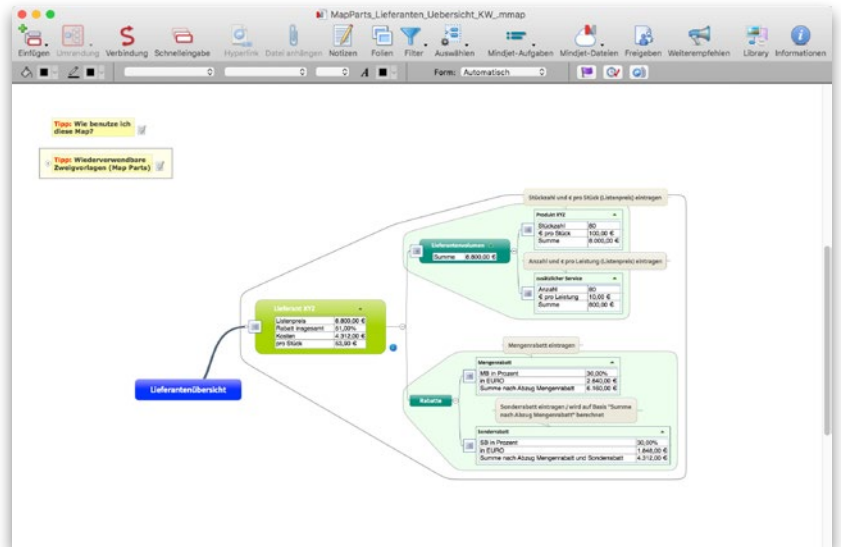 MapParts_Lieferanten_Uebersicht_KW_.mmap
Einfügen Umrandung Verbindung Schnelleingabe Hyperlink Datei anhängen Notizen Folien Filter Auswählen Mindjet-Aufgaben Mindjet-Dateien Freigeben Weiterempfehlen Library Informationen
A Form: Automatisch
Tipp: Wie benutze ich
diese Map?
Tipp: Wiederverwendbare
Zweigvorlagen (Map Parts)
Stückzahl und € pro Stück (Listenpreis) eintragen
Produkt XYZ
Stückzahl 80
€ pro Stück 100,00 €
Summe 8.000,00 €
Lieferantenvolumen
Summe 8.800,00 €
Anzahl und € pro Leistung (Listenpreis) eintragen
zusätzlicher Service
Anzahl 80
€ pro Leistung 10,00 €
Summe 800,00 €
Lieferant XYZ
Listenpreis 8.800,00 €
Rabatt insgesamt 51,00%
Kosten 4.312,00 €
pro Stück 53,90 €
Lieferantenübersicht
Mengenrabatt eintragen
Mengenrabatt
MB in Prozent 30,00%
in EURO 2.640,00 €
Summe nach Abzug Mengenrabatt 6.160,00 €
Rabatte
Sonderrabatt eintragen / wird auf Basis "Summe
nach Abzug Mengenrabatt" berechnet
Sonderrabatt
SB in Prozent 30,00%
in EURO 1.848,00 €
Summe nach Abzug Mengenrabatt und Sonderrabatt 4.312,00 €